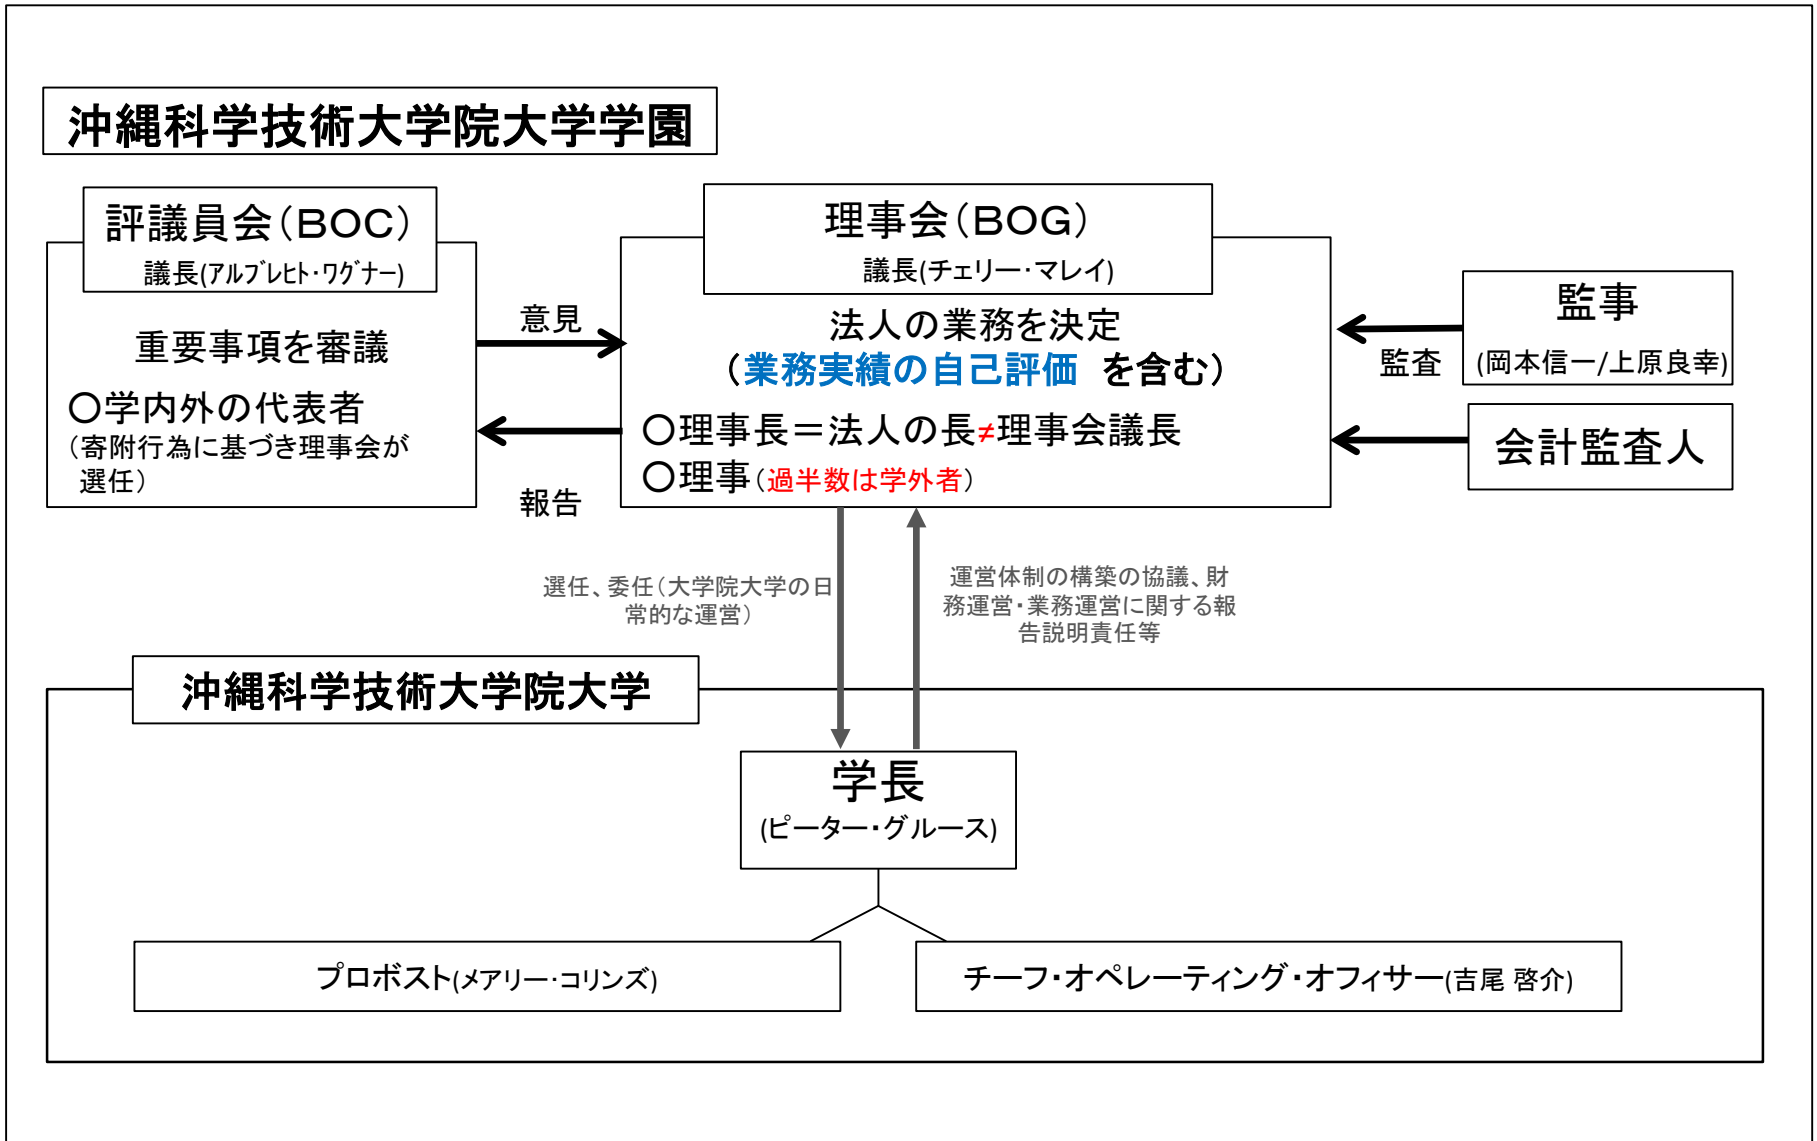 沖縄科学技術大学院大学学園
評議員会(BOC)
議長(アルブレヒト・ワグナー)
重要事項を審議
○学内外の代表者
(寄附行為に基づき理事会が
選任)
意見
報告
理事会(BOG)
議長(チェリー・マレイ)
法人の業務を決定
(業務実績の自己評価 を含む)
○理事長=法人の長≠理事会議長
○理事(過半数は学外者)
監査
監事
(岡本信一/上原良幸)
会計監査人
選任、委任(大学院大学の日
常的な運営)
運営体制の構築の協議、財
務運営・業務運営に関する報
告説明責任等
沖縄科学技術大学院大学
学長
(ピーター・グルース)
プロボスト(メアリー・コリンズ)
チーフ・オペレーティング・オフィサー(吉尾 啓介)